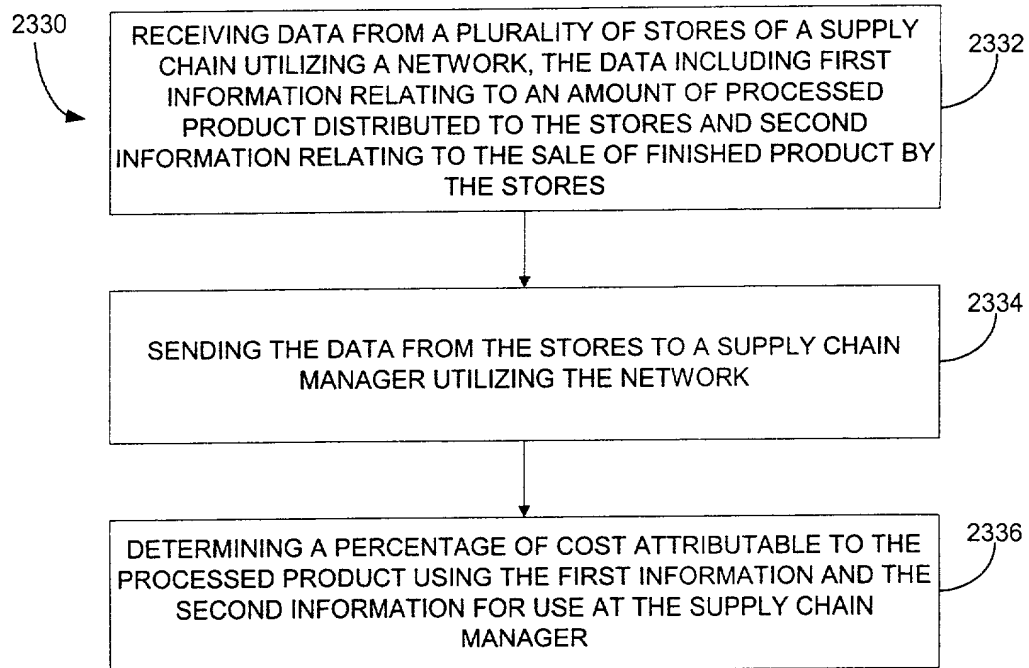 2330
RECEIVING DATA FROM A PLURALITY OF STORES OF A SUPPLY
CHAIN UTILIZING A NETWORK, THE DATA INCLUDING FIRST
INFORMATION RELATING TO AN AMOUNT OF PROCESSED
PRODUCT DISTRIBUTED TO THE STORES AND SECOND
INFORMATION RELATING TO THE SALE OF FINISHED PRODUCT BY
THE STORES
2332
SENDING THE DATA FROM THE STORES TO A SUPPLY CHAIN
MANAGER UTILIZING THE NETWORK
2334
DETERMINING A PERCENTAGE OF COST ATTRIBUTABLE TO THE
PROCESSED PRODUCT USING THE FIRST INFORMATION AND THE
SECOND INFORMATION FOR USE AT THE SUPPLY CHAIN
MANAGER
2336